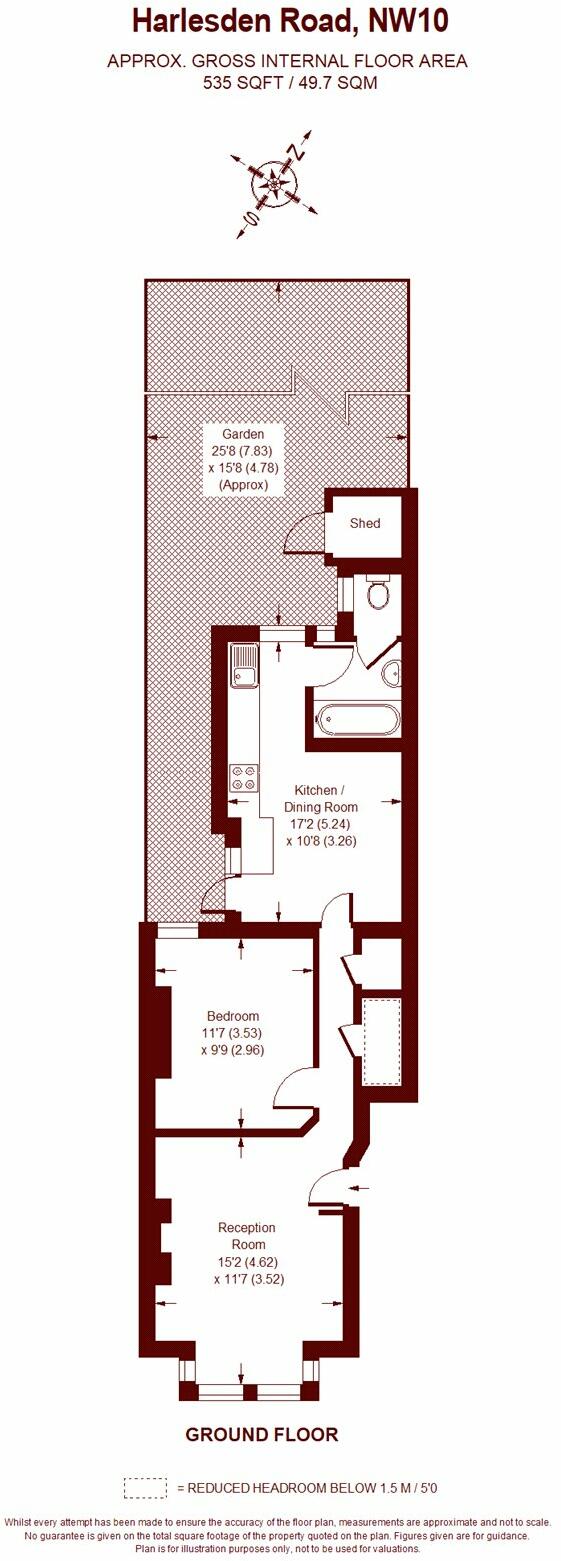 Harlesden Road, NW10
APPROX. GROSS INTERNAL FLOOR AREA
535 SQFT / 49.7 SQM
N
S
Garden
25'8 (7.83)
x 15'8 (4.78)
(Approx)
Shed
Kitchen /
Dining Room
17'2 (5.24)
x 10'8 (3.26)
Bedroom
11'7 (3.53)
x 9'9 (2.96)
Reception
Room
15'2 (4.62)
x 11'7 (3.52)
GROUND FLOOR
= REDUCED HEADROOM BELOW 1.5 M / 5'0
Whilst every attempt has been made to ensure the accuracy of the floor plan, measurements are approximate and not to scale.
No guarantee is given on the total square footage of the property quoted on the plan. Figures given are for guidance.
Plan is for illustration purposes only, not to be used for valuations.